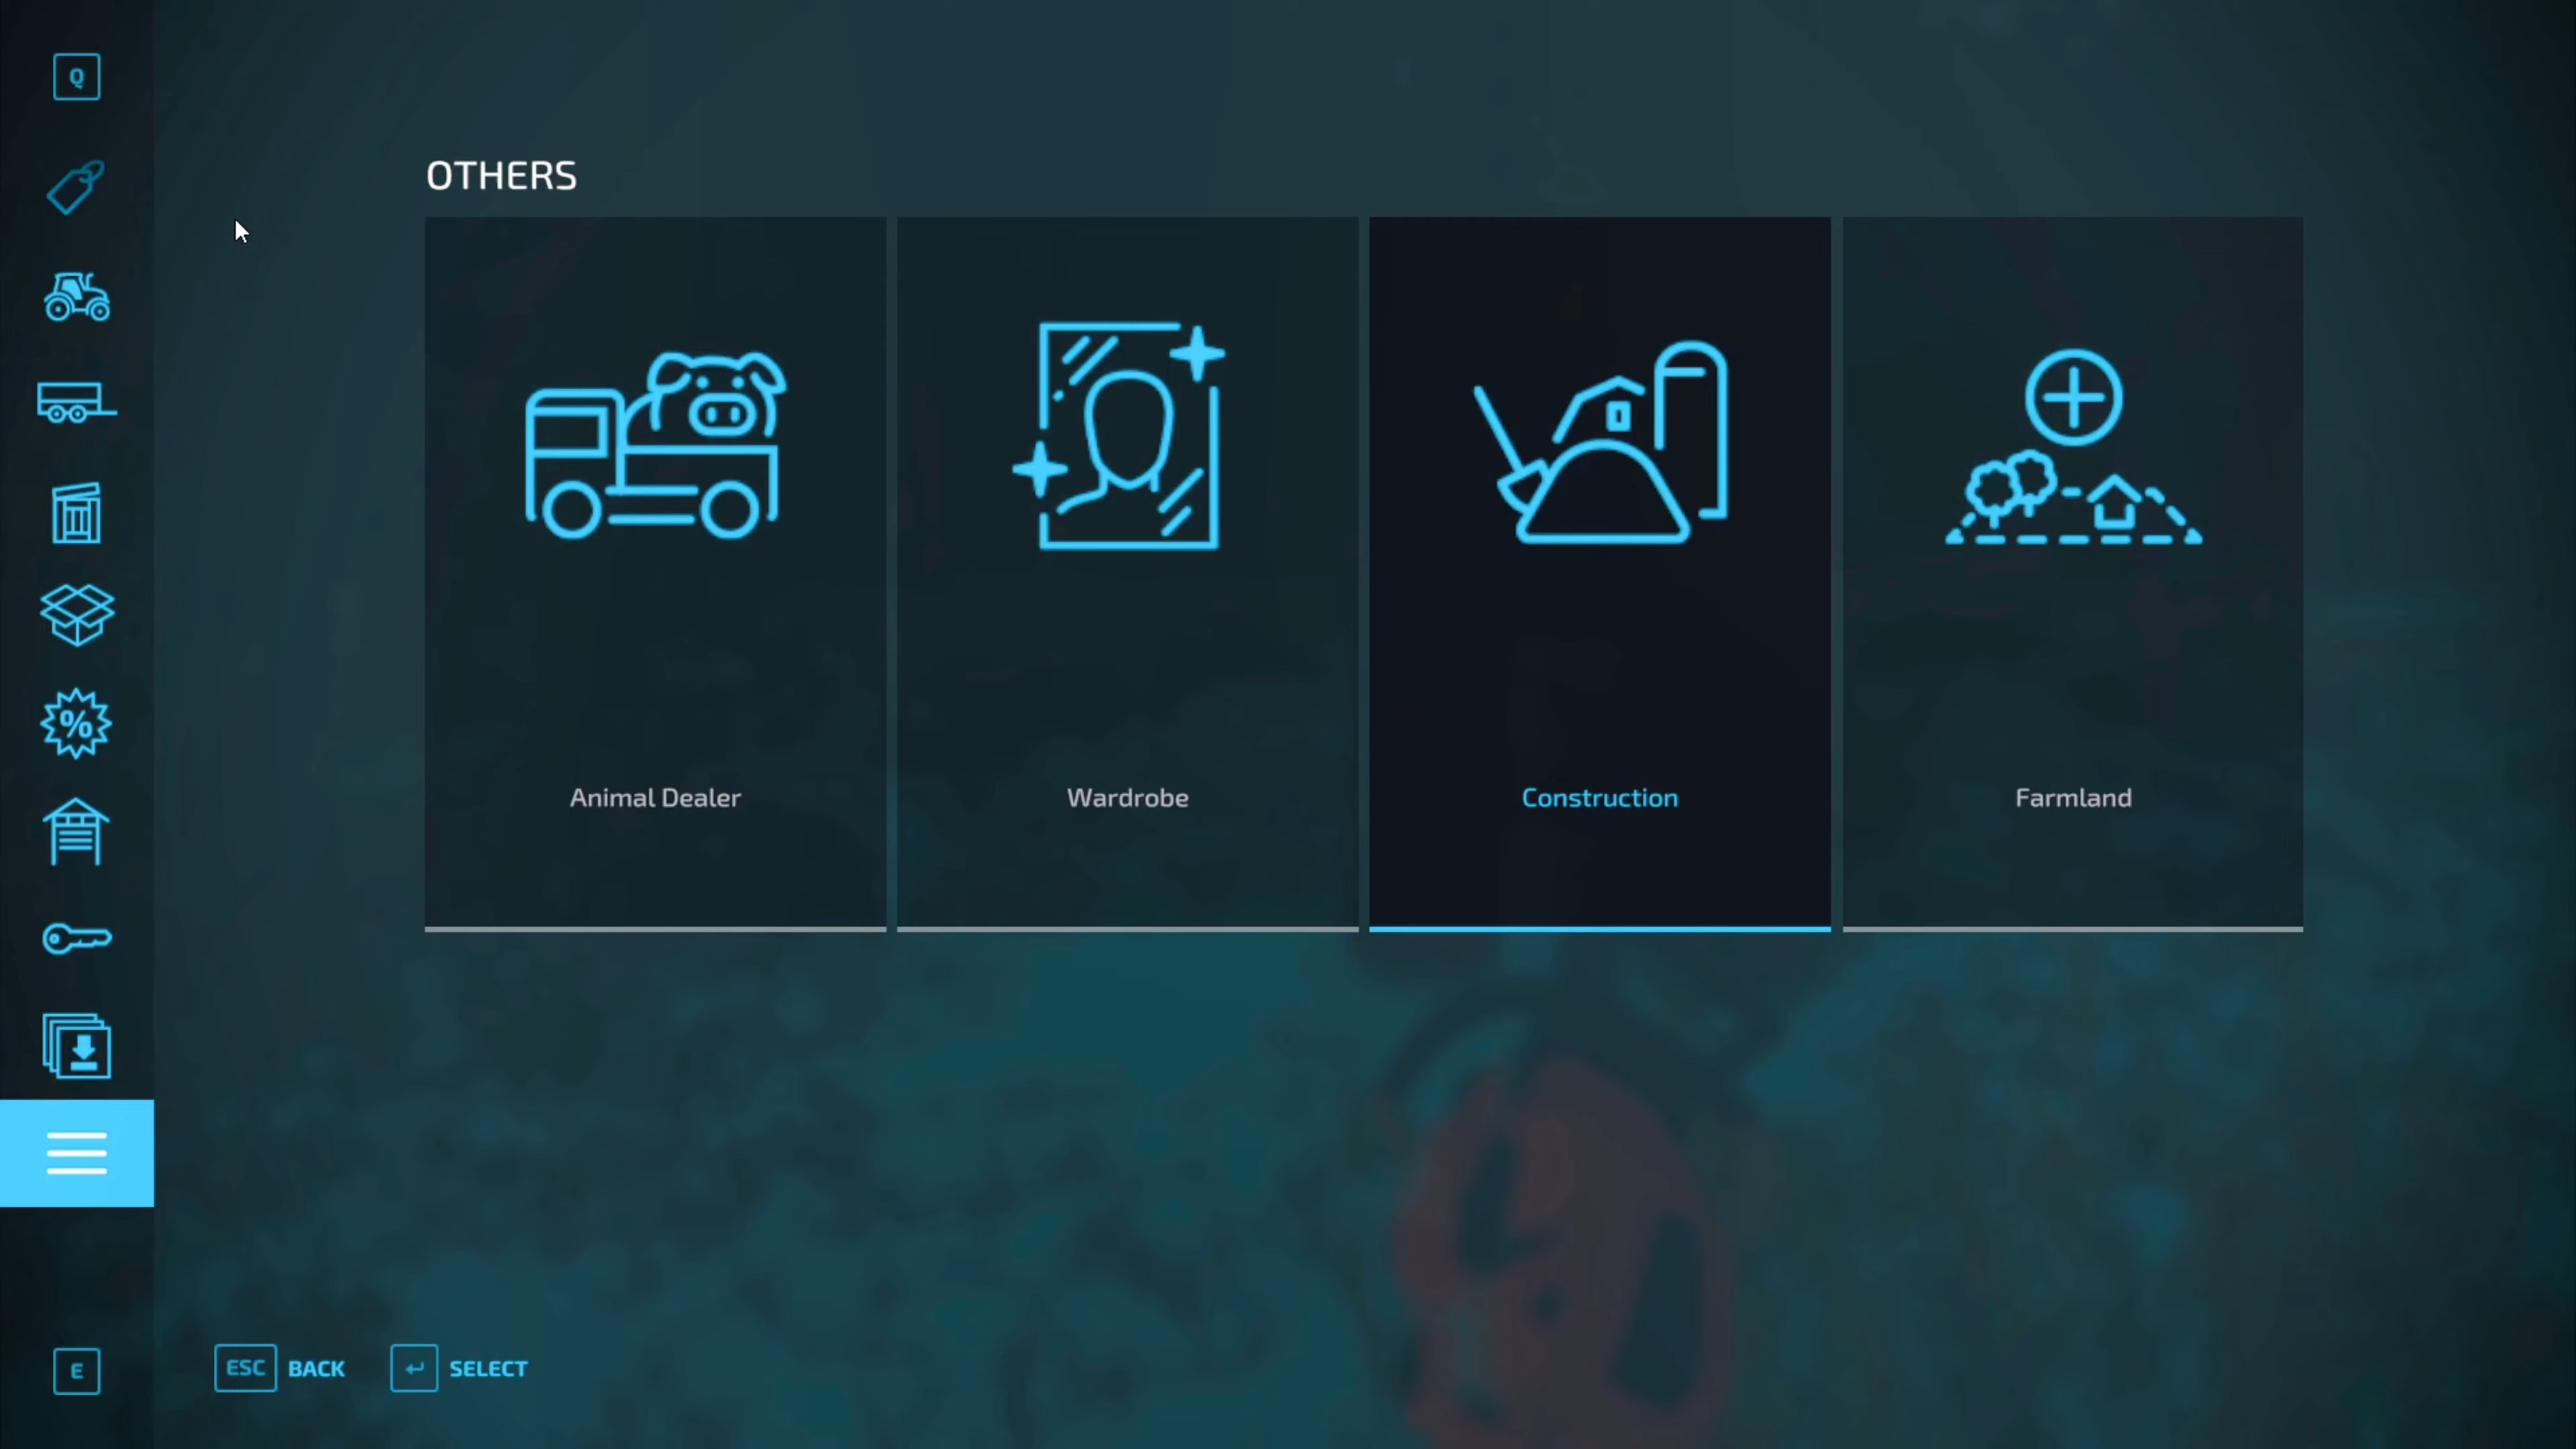 Q
OTHERS
%
Animal Dealer
Wardrobe
Construction
Farmland
E
ESC BACK
SELECT